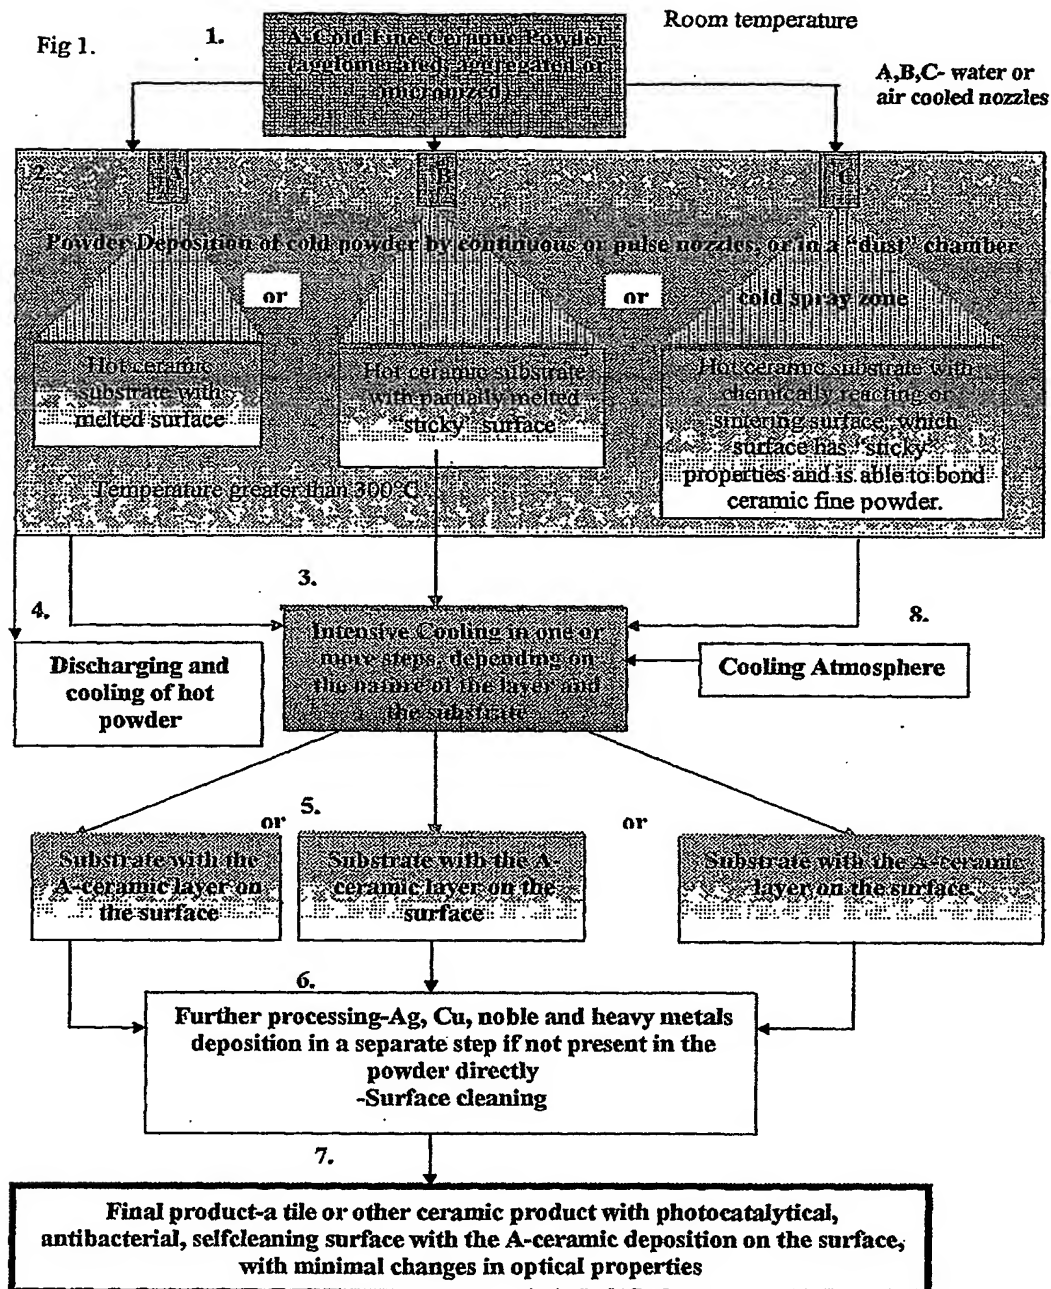 Room temperature
Fig 1.
1.
A-Cold Fine Ceramic Powder
(agglomerated, aggregated or
micronized)
A,B,C- water or
air cooled nozzles
2
A
B
C
Powder Deposition of cold powder by continuous or pulse nozzles, or in a "dust" chamber
or
or
cold spray zone
Hot ceramic
substrate with
melted surface
Hot ceramic substrate
with partially melted
"sticky" surface
Hot ceramic substrate with
chemically reacting or
sintering surface, which
surface has "sticky"
properties and is able to bond
ceramic fine powder.
Temperature greater than 300°C
3.
4.
8.
Intensive Cooling in one or
more steps, depending on
the nature of the layer and
the substrate
Discharging and
cooling of hot
powder
Cooling Atmosphere
5.
or
or
Substrate with the
A-ceramic layer on
the surface
Substrate with the A-
ceramic layer on the
surface
Substrate with the A-ceramic
layer on the surface
6.
Further processing-Ag, Cu, noble and heavy metals
deposition in a separate step if not present in the
powder directly
-Surface cleaning
7.
Final product-a tile or other ceramic product with photocatalytical,
antibacterial, selfcleaning surface with the A-ceramic deposition on the surface,
with minimal changes in optical properties